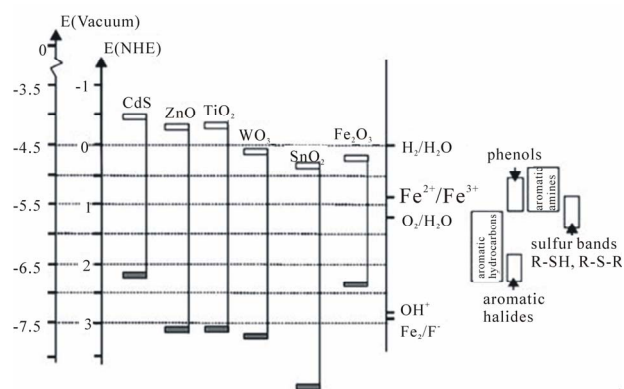 E(Vacuum)
0
E(NHE)
-3.5
-1
CdS
ZnO
TiO₂
WO₃
SnO₂
Fe₂O₃
-4.5
0
H₂/H₂O
phenols
aromatic
amines
Fe²⁺/Fe³⁺
-5.5
1
O₂/H₂O
aromatic
hydrocarbons
sulfur bands
R-SH, R-S-R
-6.5
2
aromatic
halides
OH⁺
-7.5
3
Fe₂/F⁻